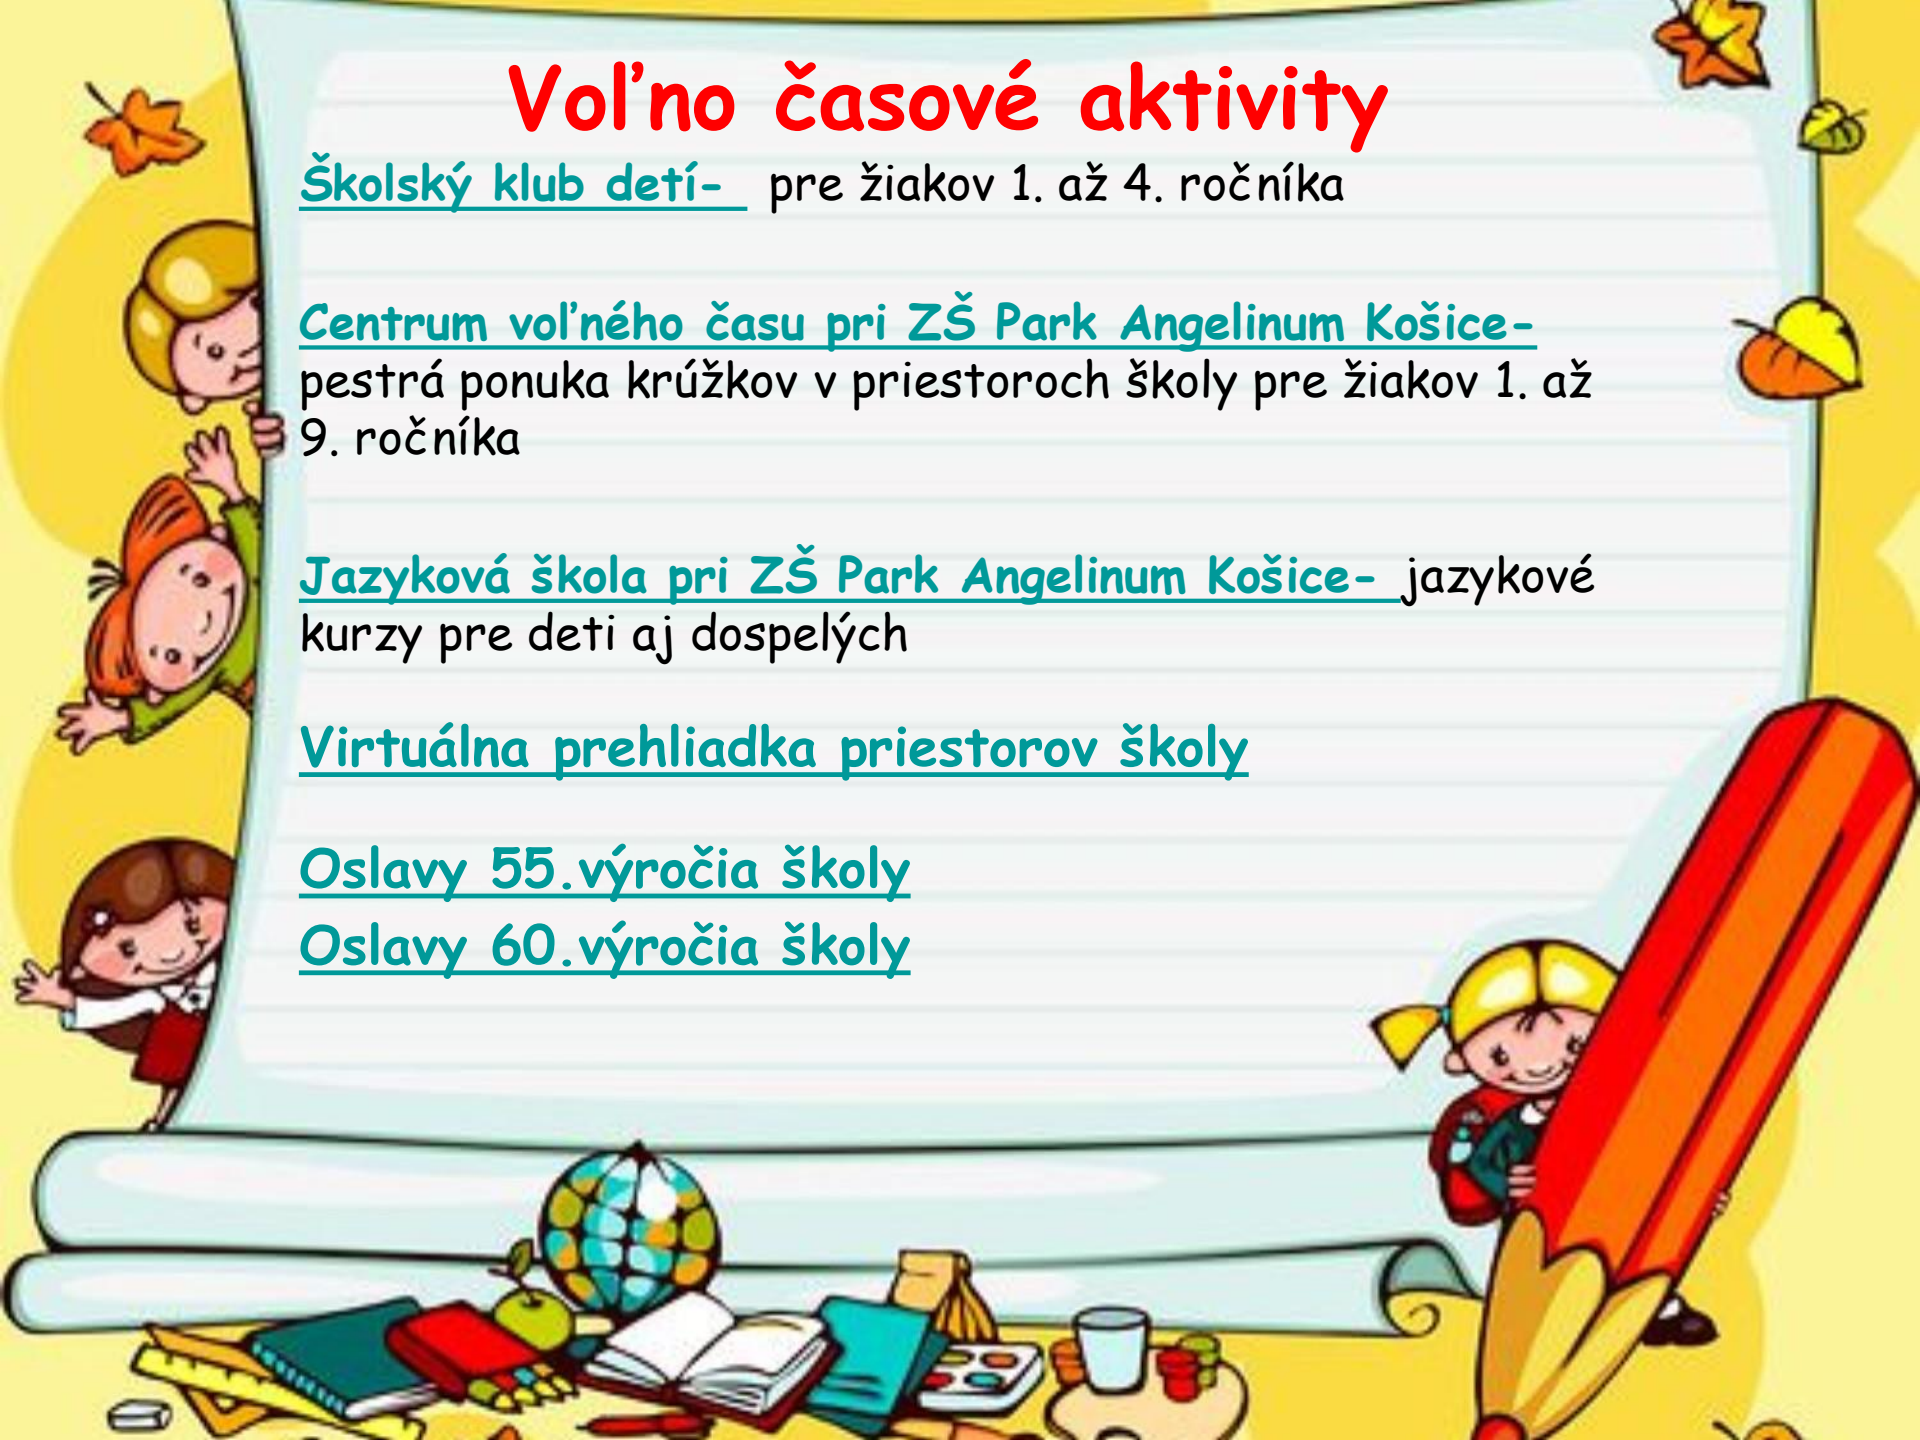 Voľno časové aktivity
Školský klub detí- pre žiakov 1. až 4. ročníka
Centrum voľného času pri ZŠ Park Angelinum Košice-
pestrá ponuka krúžkov v priestoroch školy pre žiakov 1. až
9. ročníka
Jazyková škola pri ZŠ Park Angelinum Košice- jazykové
kurzy pre deti aj dospelých
Virtuálna prehliadka priestorov školy
Oslavy 55.výročia školy
Oslavy 60.výročia školy